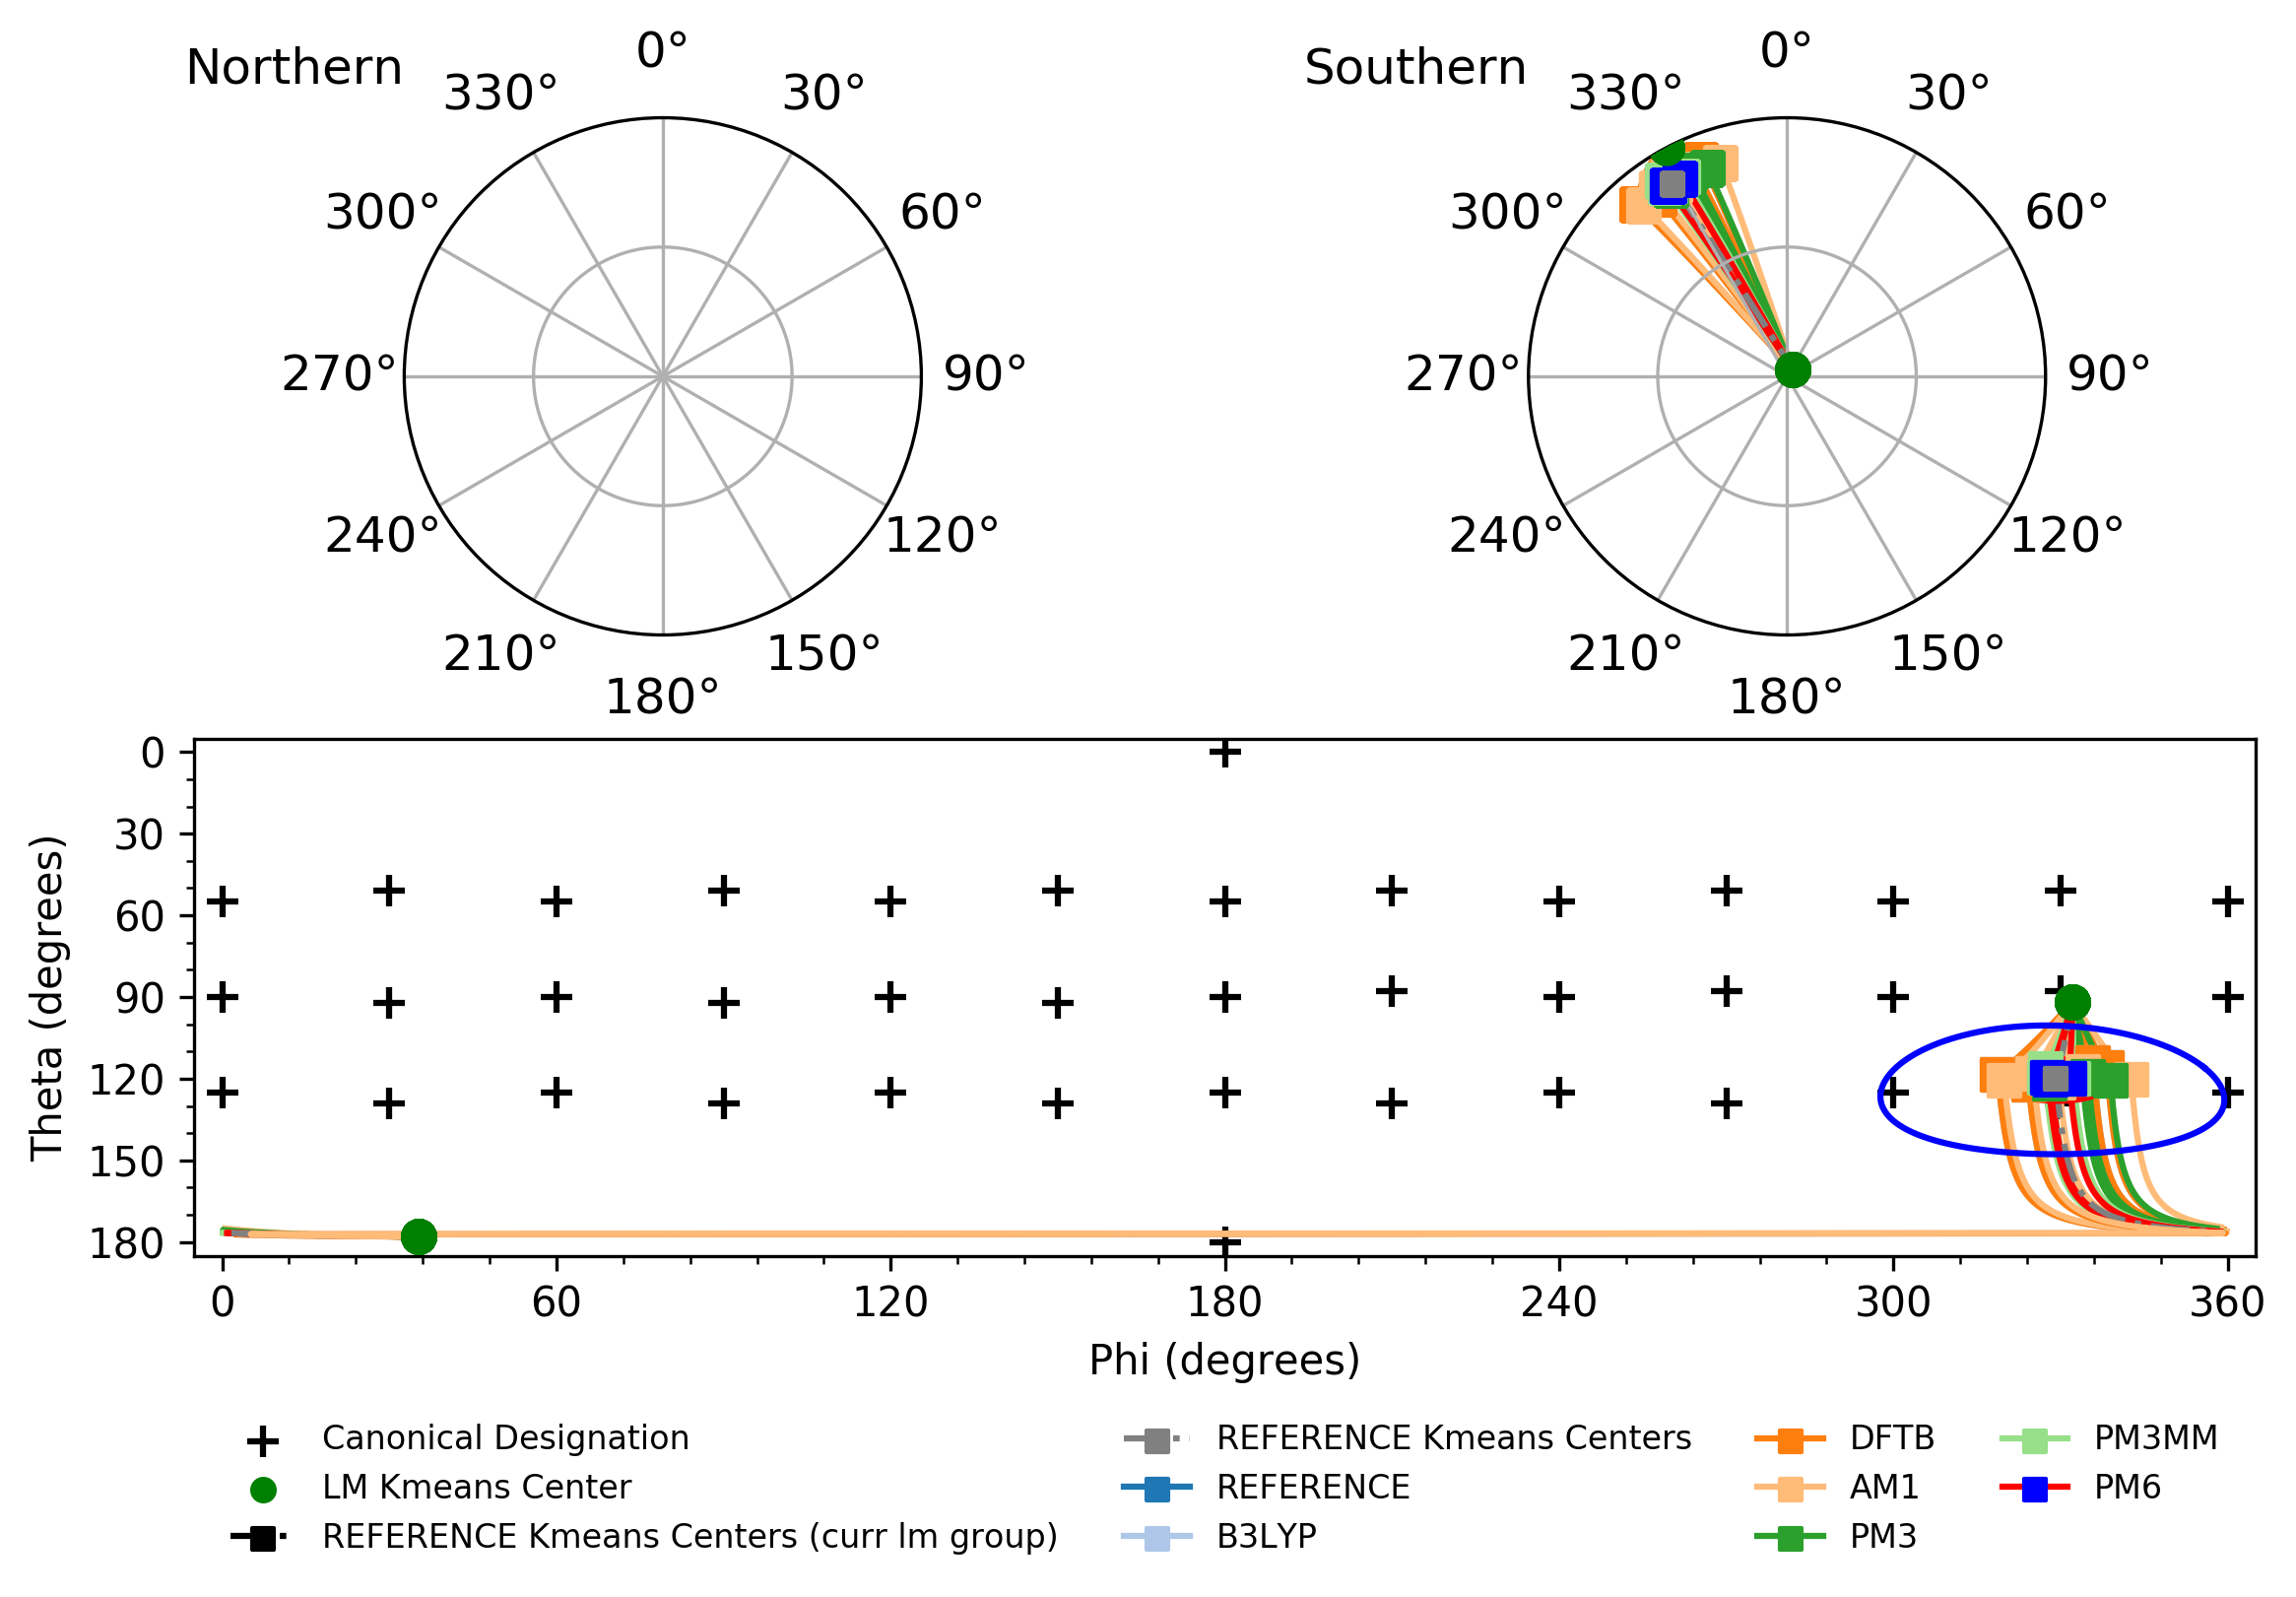 Northern
0°
330°
30°
300°
60°
270°
90°
240°
120°
210°
150°
180°
Southern
0°
330°
30°
300°
60°
270°
90°
240°
120°
210°
150°
180°
Theta (degrees)
0
30
60
90
120
150
180
0 60 120 180 240 300 360
Phi (degrees)
Canonical Designation
LM Kmeans Center
REFERENCE Kmeans Centers (curr lm group)
REFERENCE Kmeans Centers
REFERENCE
B3LYP
DFTB
AM1
PM3
PM3MM
PM6